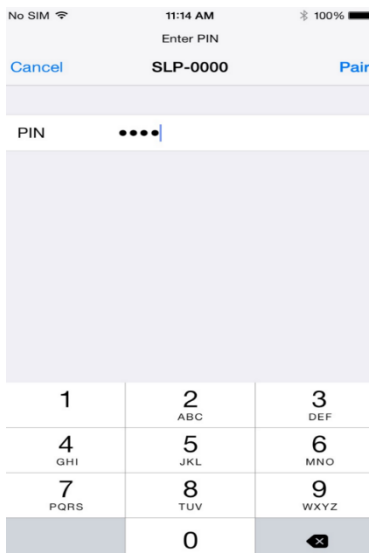 No SIM 11:14 AM 100%
Enter PIN
Cancel SLP-0000 Pair
PIN ••••
1 2 3
ABC DEF
4 5 6
GHI JKL MNO
7 8 9
PQRS TUV WXYZ
0